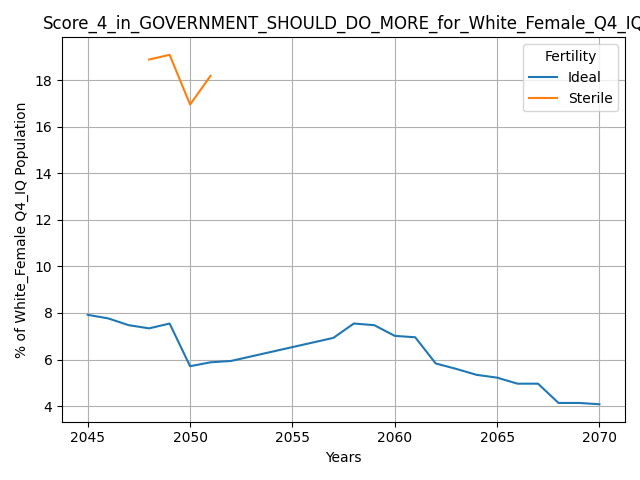 Score_4_in_GOVERNMENT_SHOULD_DO_MORE_for_White_Female_Q4_IQ
Fertility
Ideal
Sterile
% of White_Female Q4_IQ Population
18
16
14
12
10
8
6
4
2045 2050 2055 2060 2065 2070
Years